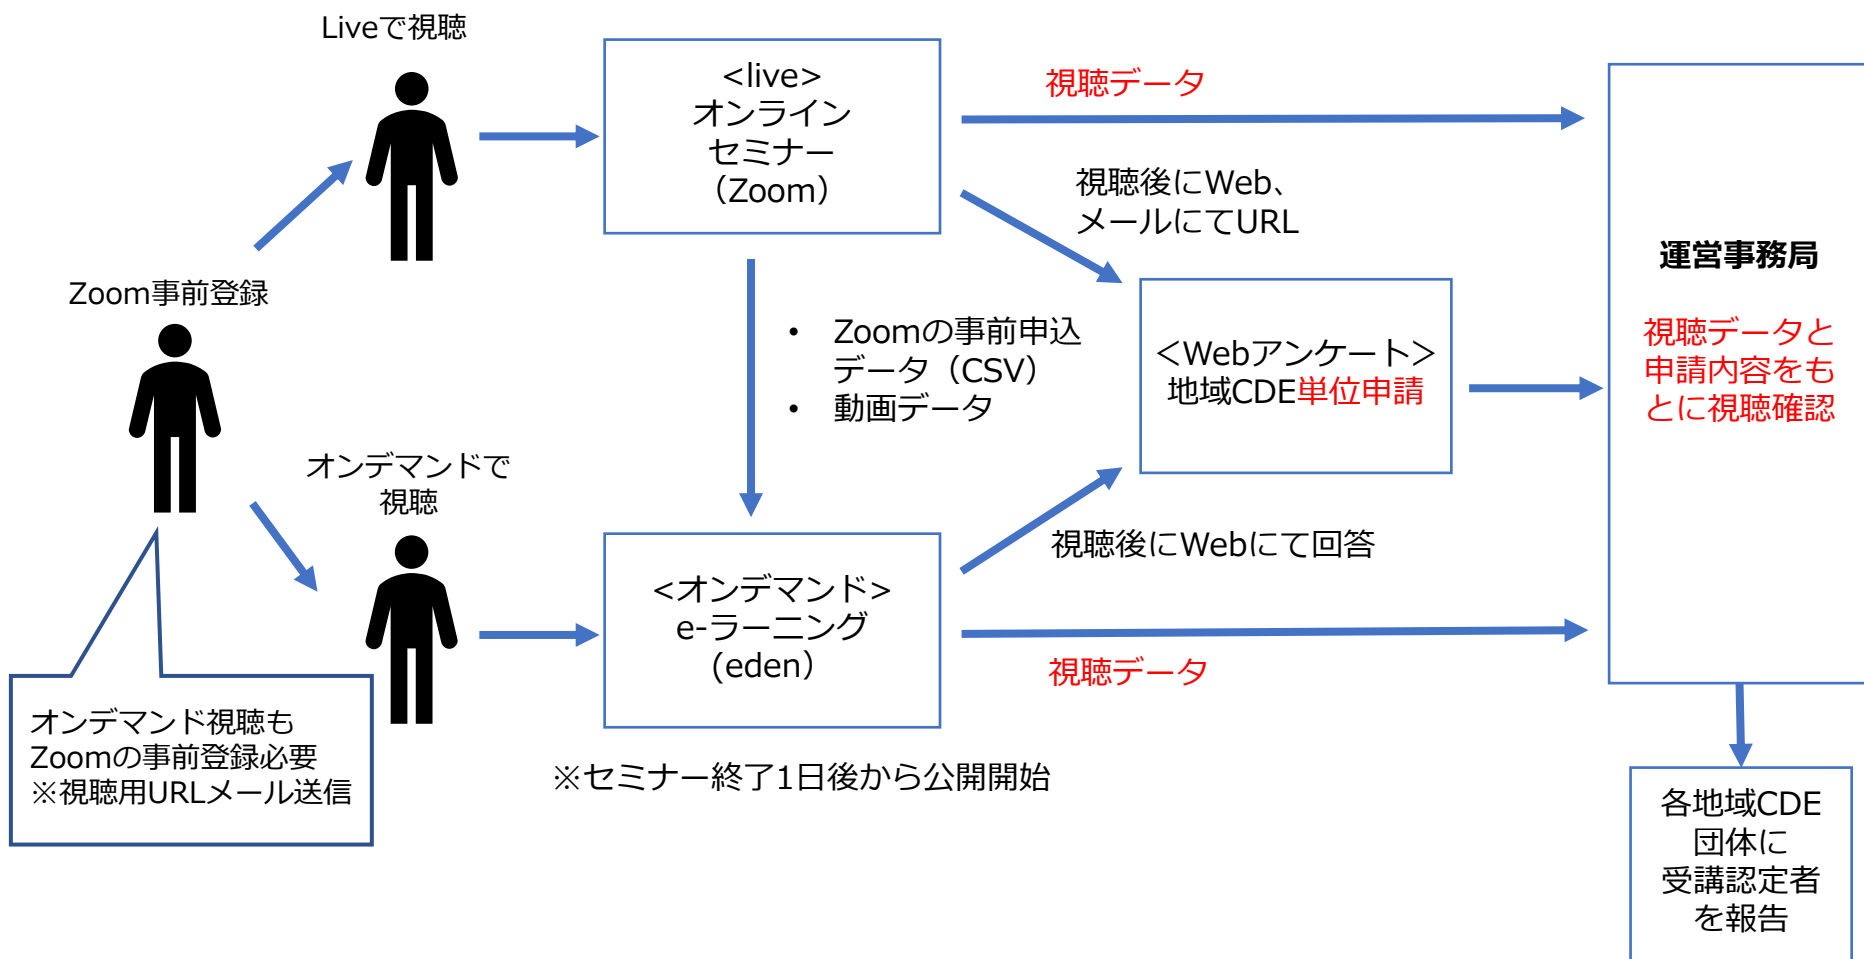 Liveで視聴
<live>
オンライン
セミナー
（Zoom）
視聴データ
視聴後にWeb、
メールにてURL
運営事務局
視聴データと
申請内容をも
とに視聴確認
Zoom事前登録
• Zoomの事前申込
データ（CSV）
• 動画データ
＜Webアンケート＞
地域CDE単位申請
オンデマンドで
視聴
視聴後にWebにて回答
<オンデマンド>
e-ラーニング
(eden）
視聴データ
オンデマンド視聴も
Zoomの事前登録必要
※視聴用URLメール送信
※セミナー終了1日後から公開開始
各地域CDE
団体に
受講認定者
を報告